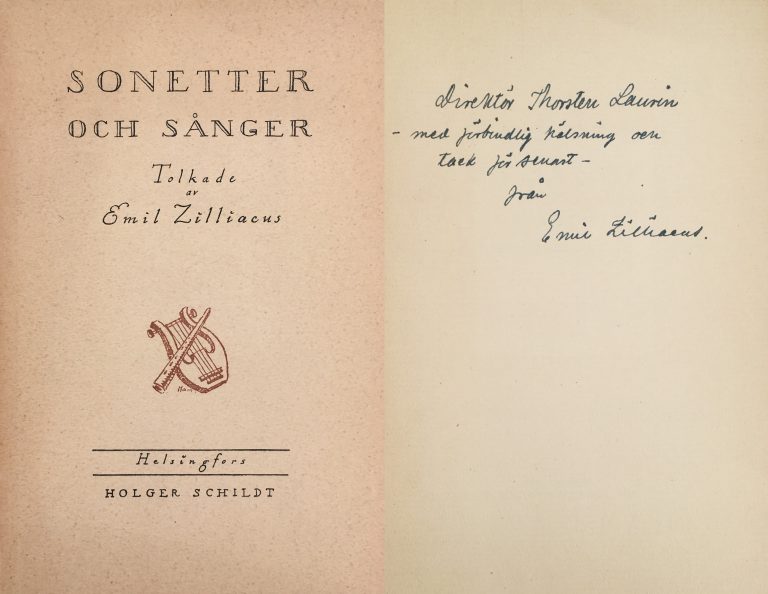 SONETTER
OCH SÅNGER
Tolkade
av
Emil Zilliacus
Helsingfors
HOLGER SCHILDT
Direktör Thorsten Laurin
- med förbindlig hälsning och
tack för senast -
från
Emil Zilliacus.